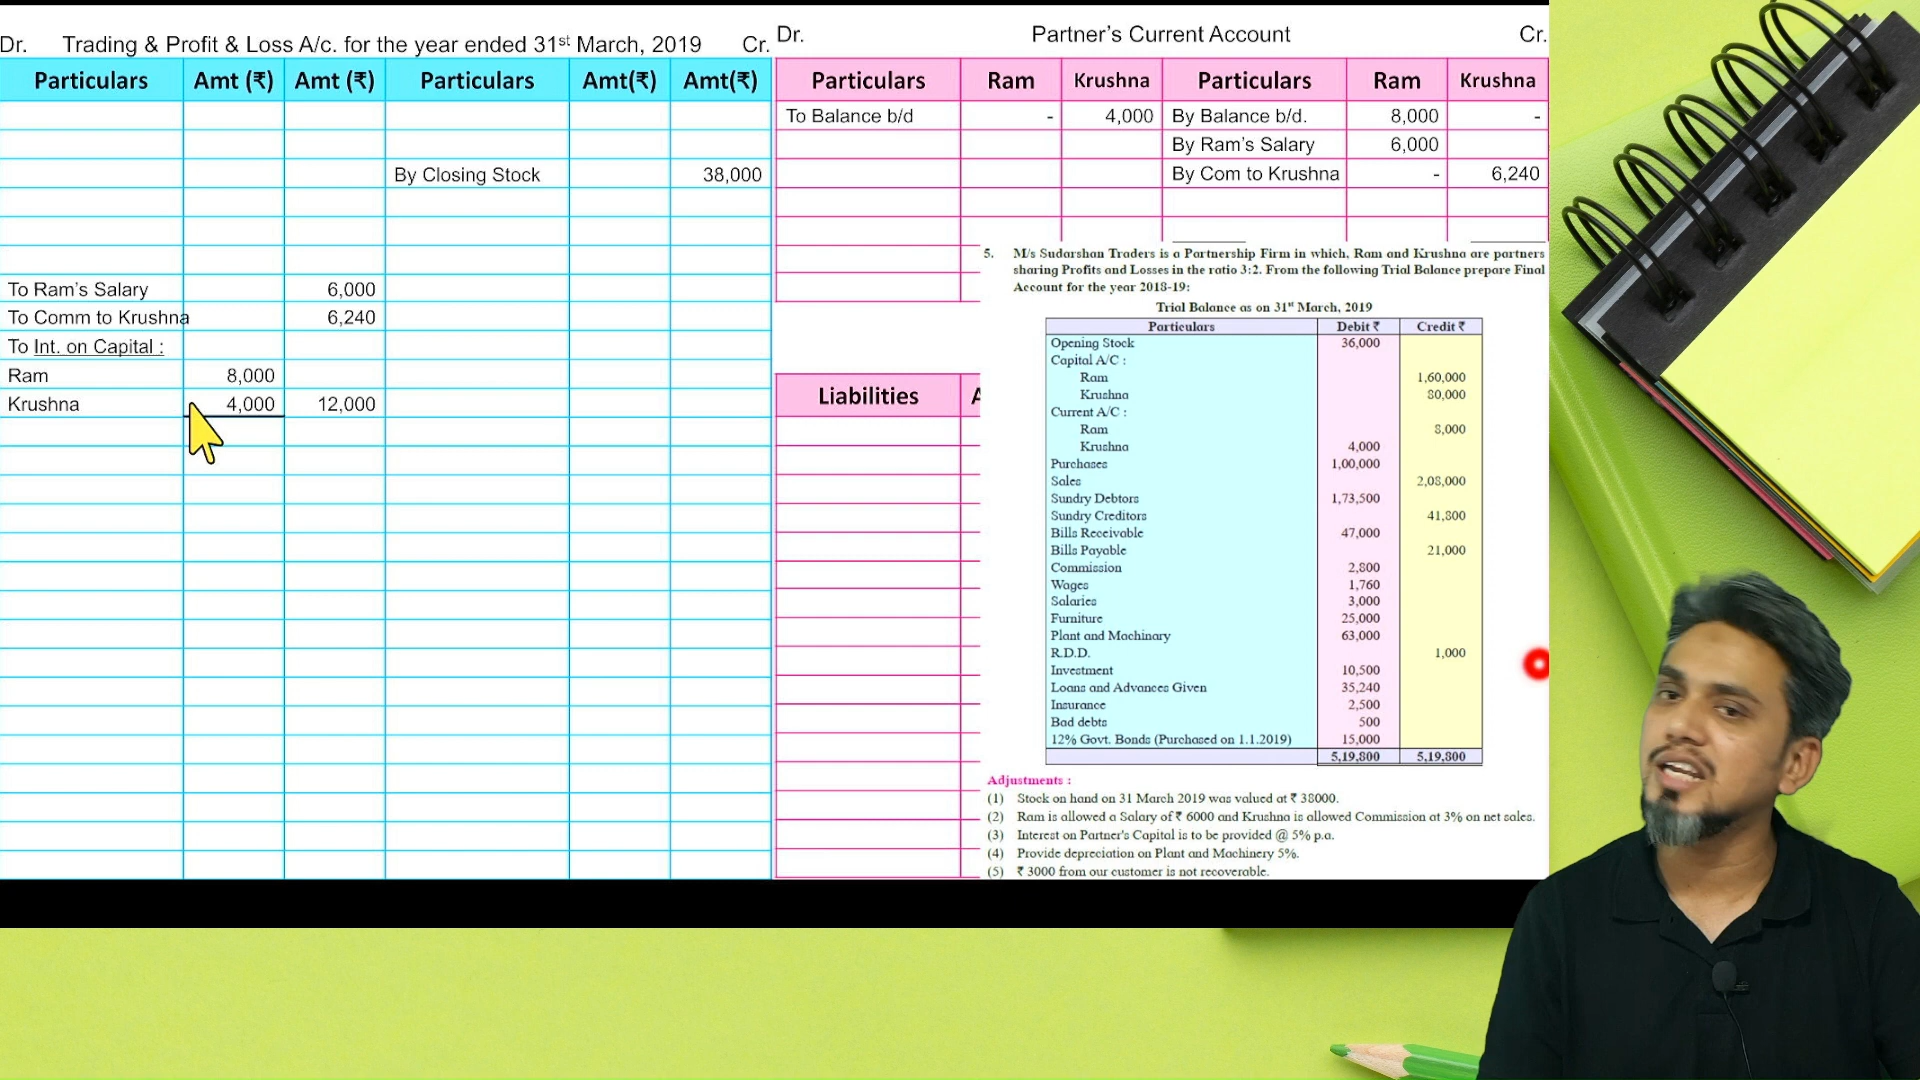 Dr. Trading & Profit & Loss A/c. for the year ended 31st March, 2019 Cr.
Particulars Amt (₹) Amt (₹) Particulars Amt(₹) Amt(₹)
By Closing Stock 38,000
To Ram's Salary 6,000
To Comm to Krushna 6,240
To Int. on Capital :
Ram 8,000
Krushna 4,000 12,000
Dr. Partner's Current Account Cr.
Particulars Ram Krushna Particulars Ram Krushna
To Balance b/d - 4,000 By Balance b/d. 8,000 -
By Ram's Salary 6,000
By Com to Krushna - 6,240
Liabilities
5. M/s Sudarshan Traders is a Partnership Firm in which, Ram and Krushna are partners
sharing Profits and Losses in the ratio 3:2. From the following Trial Balance prepare Final
Account for the year 2018-19:
Trial Balance as on 31st March, 2019
Particulars Debit ₹ Credit ₹
Opening Stock 36,000
Capital A/C :
Ram 1,60,000
Krushna 80,000
Current A/C :
Ram 8,000
Krushna 4,000
Purchases 1,00,000
Sales 2,08,000
Sundry Debtors 1,73,500
Sundry Creditors 41,800
Bills Receivable 47,000
Bills Payable 21,000
Commission 2,800
Wages 1,760
Salaries 3,000
Furniture 25,000
Plant and Machinary 63,000
R.D.D. 1,000
Investment 10,500
Loans and Advances Given 35,240
Insurance 2,500
Bad debts 500
12% Govt. Bonds (Purchased on 1.1.2019) 15,000
5,19,800 5,19,800
Adjustments :
(1) Stock on hand on 31 March 2019 was valued at ₹ 38000.
(2) Ram is allowed a Salary of ₹ 6000 and Krushna is allowed Commission at 3% on net sales.
(3) Interest on Partner's Capital is to be provided @ 5% p.a.
(4) Provide depreciation on Plant and Machinery 5%.
(5) ₹ 3000 from our customer is not recoverable.